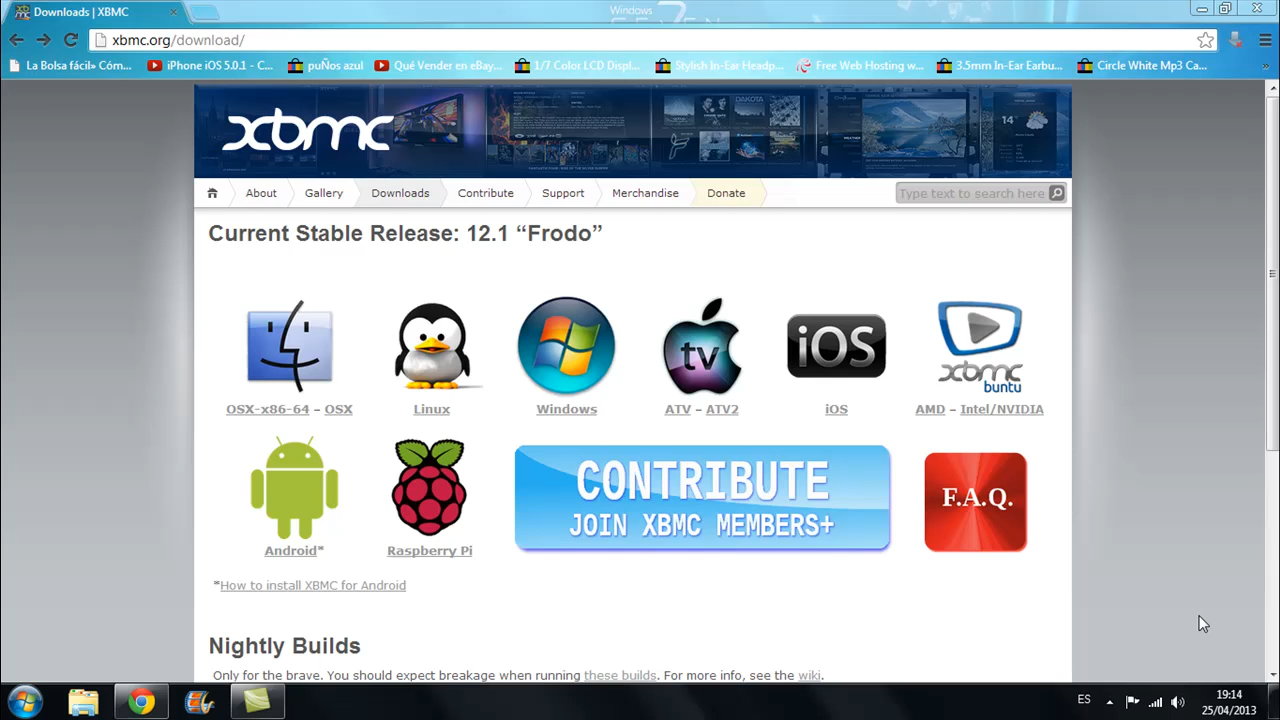 Windows
SEVEN
Downloads | XBMC
xbmc.org/download/
La Bolsa fácil» Cóm...
iPhone iOS 5.0.1 - C...
puÑos azul
Qué Vender en eBay...
1/7 Color LCD Displ...
Stylish In-Ear Headp...
Free Web Hosting w...
3.5mm In-Ear Earbu...
Circle White Mp3 Ca...
xbmc
DAKOTA
14°
About
Gallery
Downloads
Contribute
Support
Merchandise
Donate
Type text to search here
Current Stable Release: 12.1 “Frodo”
tv
iOS
xbmc
buntu
OSX-x86-64 – OSX
Linux
Windows
ATV – ATV2
iOS
AMD – Intel/NVIDIA
CONTRIBUTE
JOIN XBMC MEMBERS+
F.A.Q.
Android*
Raspberry Pi
*How to install XBMC for Android
Nightly Builds
Only for the brave. You should expect breakage when running these builds. For more info, see the wiki.
ES
19:14
25/04/2013